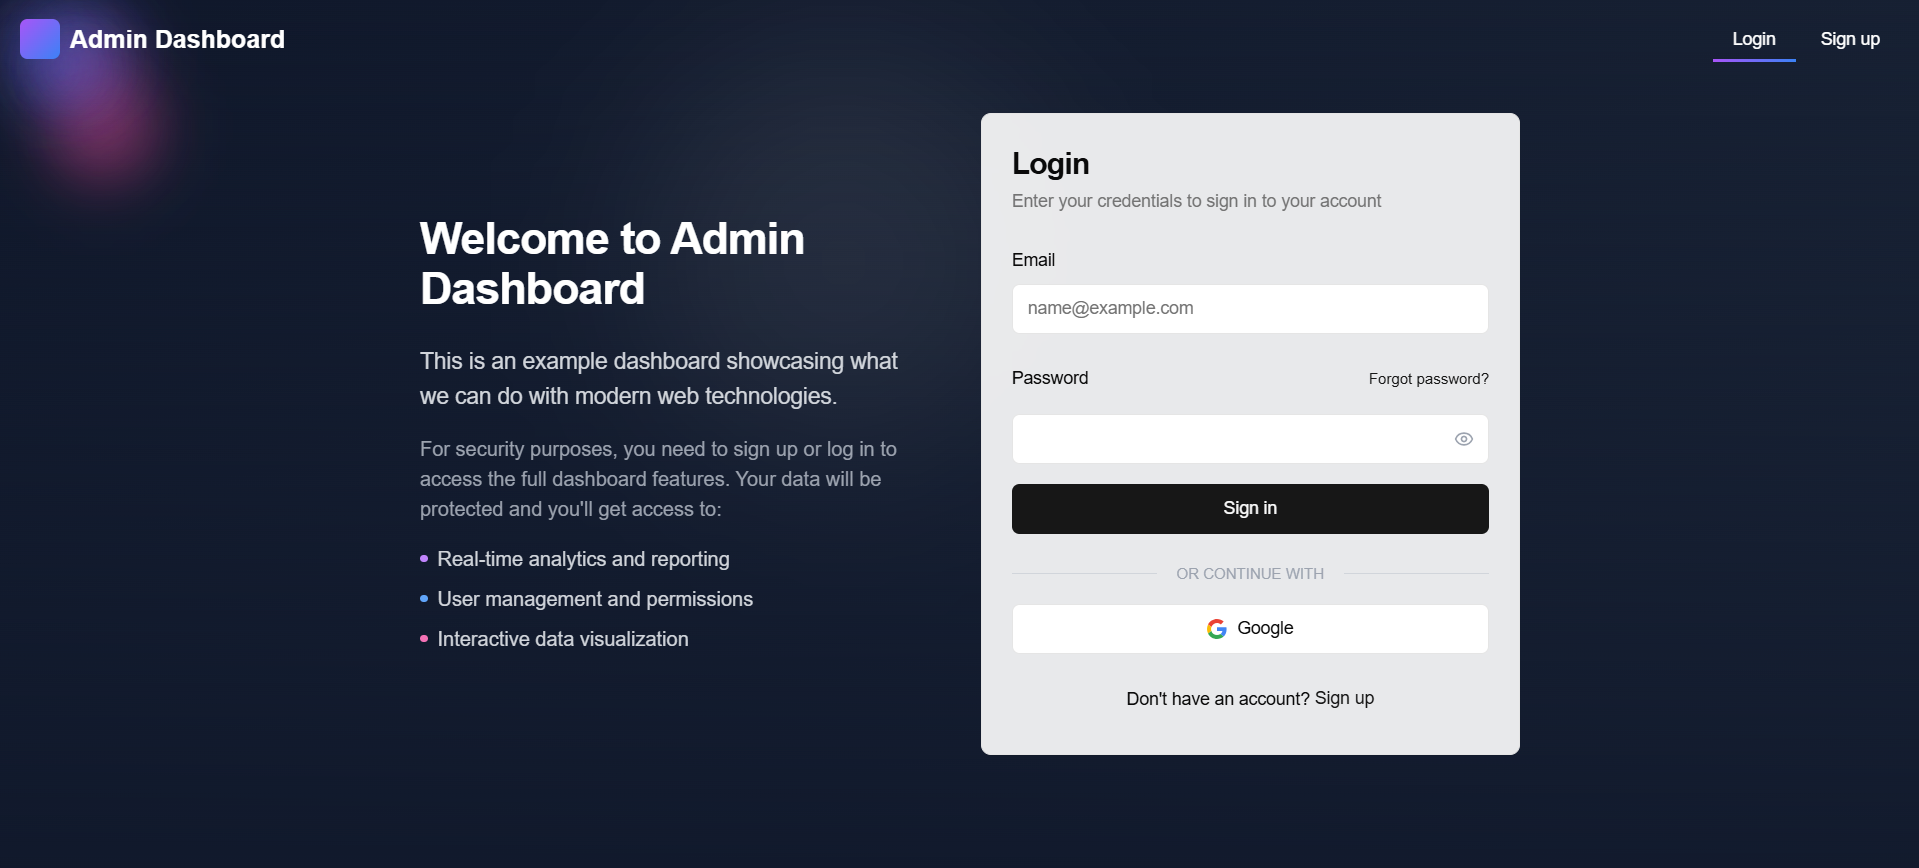 Admin Dashboard
Login
Sign up
Welcome to Admin
Dashboard
This is an example dashboard showcasing what
we can do with modern web technologies.
For security purposes, you need to sign up or log in to
access the full dashboard features. Your data will be
protected and you'll get access to:
Real-time analytics and reporting
User management and permissions
Interactive data visualization
Login
Enter your credentials to sign in to your account
Email
name@example.com
Password
Forgot password?
Sign in
OR CONTINUE WITH
Google
Don't have an account? Sign up